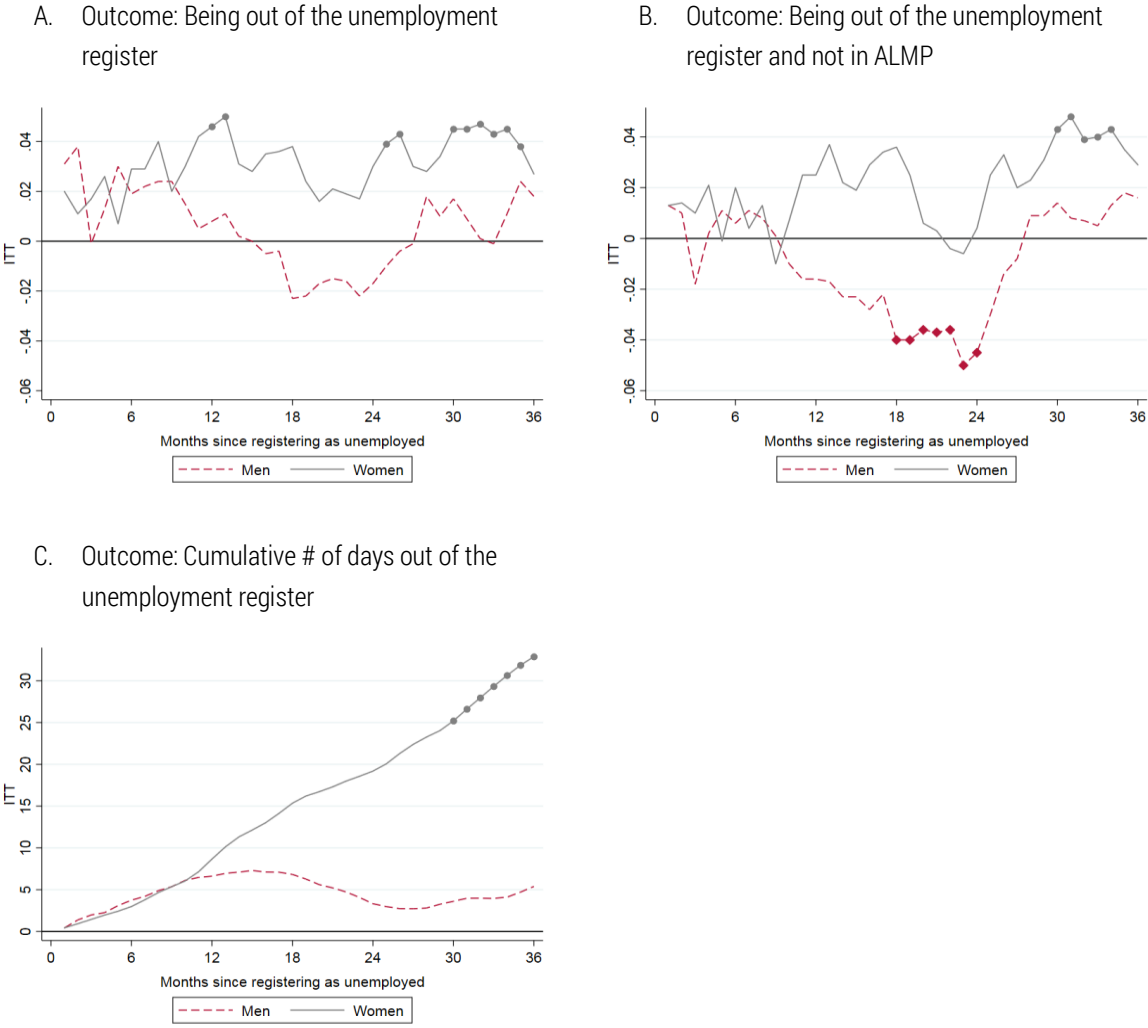 A. Outcome: Being out of the unemployment
register
.04
.02
0
-.02
-.04
-.06
ITT
0 6 12 18 24 30 36
Months since registering as unemployed
Men Women
B. Outcome: Being out of the unemployment
register and not in ALMP
.04
.02
0
-.02
-.04
-.06
ITT
0 6 12 18 24 30 36
Months since registering as unemployed
Men Women
C. Outcome: Cumulative # of days out of the
unemployment register
30
25
20
15
10
5
0
ITT
0 6 12 18 24 30 36
Months since registering as unemployed
Men Women